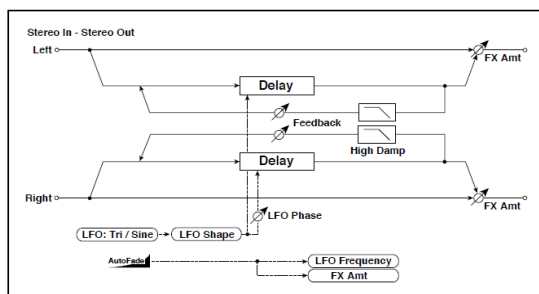 Stereo In - Stereo Out
Left
FX Amt
Delay
Feedback
High Damp
Delay
Right
FX Amt
LFO Phase
LFO: Tri / Sine
LFO Shape
AutoFade
LFO Frequency
FX Amt